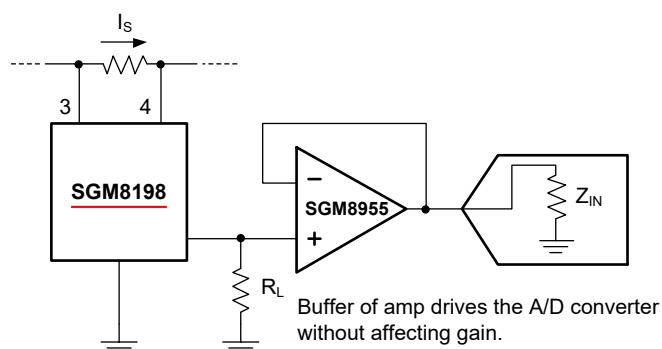 I_S
3 4
SGM8198
SGM8955
−
+
Z_IN
R_L
Buffer of amp drives the A/D converter
without affecting gain.